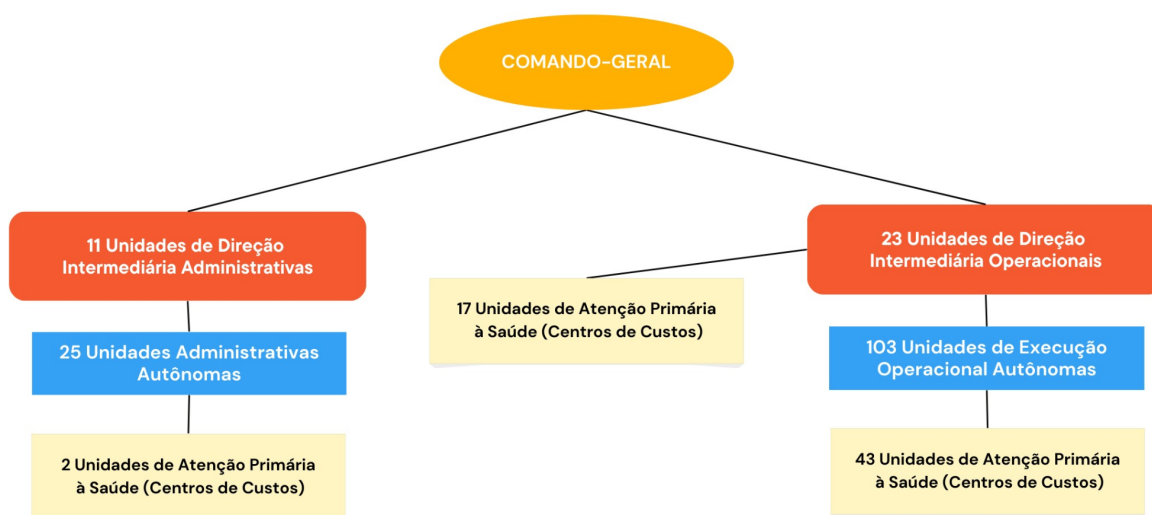 COMANDO-GERAL
11 Unidades de Direção
Intermediária Administrativas
23 Unidades de Direção
Intermediária Operacionais
17 Unidades de Atenção Primária
à Saúde (Centros de Custos)
25 Unidades Administrativas
Autônomas
103 Unidades de Execução
Operacional Autônomas
2 Unidades de Atenção Primária
à Saúde (Centros de Custos)
43 Unidades de Atenção Primária
à Saúde (Centros de Custos)